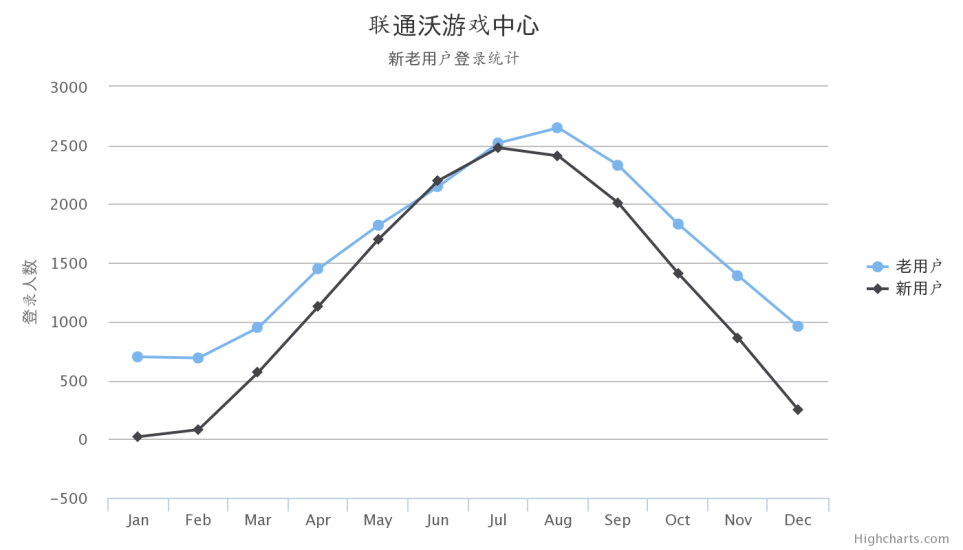 联通沃游戏中心
新老用户登录统计
登录人数
3000
2500
2000
1500
1000
500
0
−500
Jan Feb Mar Apr May Jun Jul Aug Sep Oct Nov Dec
老用户
新用户
Highcharts.com